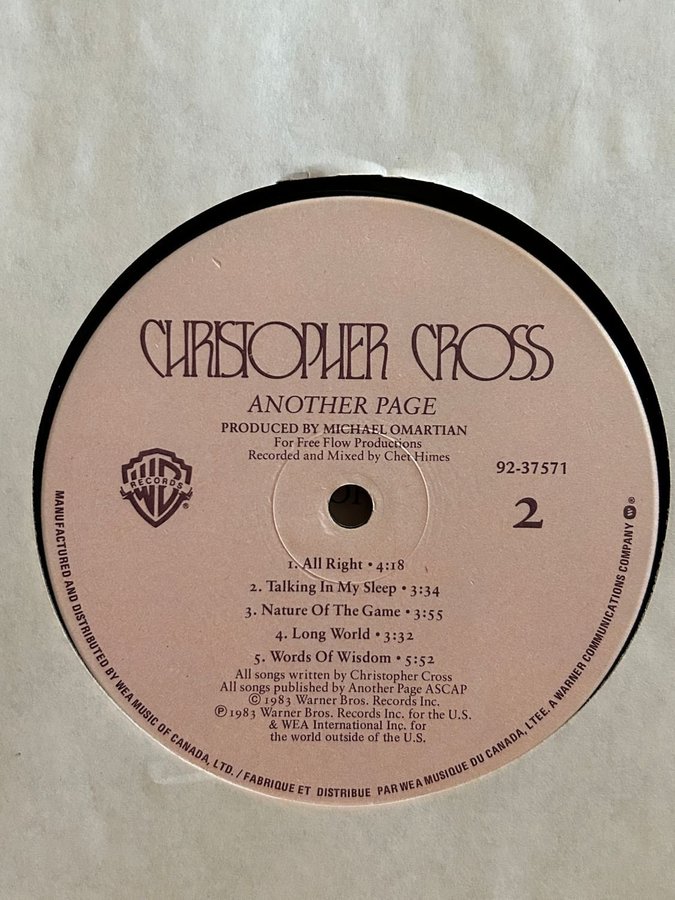 CHRISTOPHER CROSS
ANOTHER PAGE
PRODUCED BY MICHAEL OMARTIAN
For Free Flow Productions
Recorded and Mixed by Chet Himes
92-37571
2
WB
RECORDS
®
1. All Right • 4:18
2. Talking In My Sleep • 3:34
3. Nature Of The Game • 3:55
4. Long World • 3:32
5. Words Of Wisdom • 5:52
All songs written by Christopher Cross
All songs published by Another Page ASCAP
© 1983 Warner Bros. Records Inc.
℗ 1983 Warner Bros. Records Inc. for the U.S.
& WEA International Inc. for
the world outside of the U.S.
MANUFACTURED AND DISTRIBUTED BY WEA MUSIC OF CANADA, LTD. / FABRIQUE ET DISTRIBUE PAR WEA MUSIQUE DU CANADA, LTEE. A WARNER COMMUNICATIONS COMPANY ®